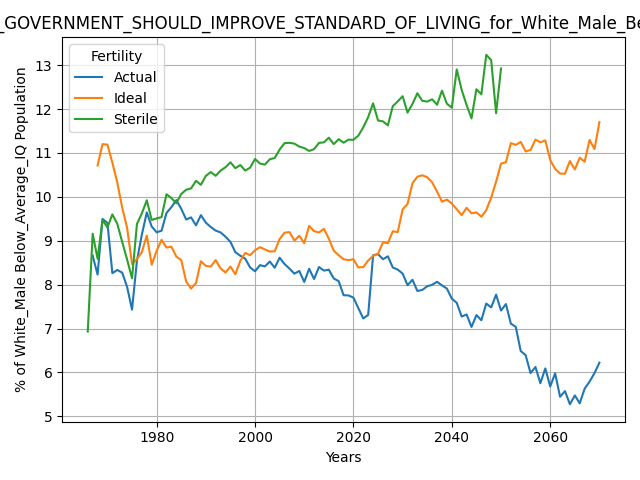 _GOVERNMENT_SHOULD_IMPROVE_STANDARD_OF_LIVING_for_White_Male_Be
Fertility
Actual
Ideal
Sterile
% of White_Male Below_Average_IQ Population
13
12
11
10
9
8
7
6
5
1980 2000 2020 2040 2060
Years